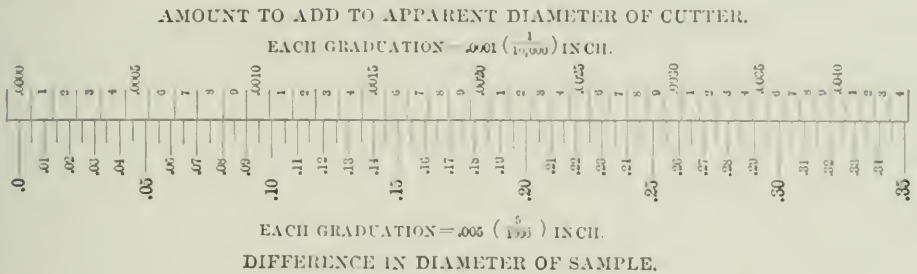 AMOUNT TO ADD TO APPARENT DIAMETER OF CUTTER.
EACH GRADUATION = .0001 (1/10,000) INCH.
.0000 1 2 3 4 .0005 6 7 8 9 .0010 1 2 3 4 .0015 6 7 8 9 .0020 1 2 3 4 .0025 6 7 8 9 .0030 1 2 3 4 .0035 6 7 8 9 .0040 1 2 3 4
.0 .01 .02 .03 .04 .05 .06 .07 .08 .09 .10 .11 .12 .13 .14 .15 .16 .17 .18 .19 .20 .21 .22 .23 .24 .25 .26 .27 .28 .29 .30 .31 .32 .33 .34 .35
EACH GRADUATION = .005 (5/1000) INCH.
DIFFERENCE IN DIAMETER OF SAMPLE.